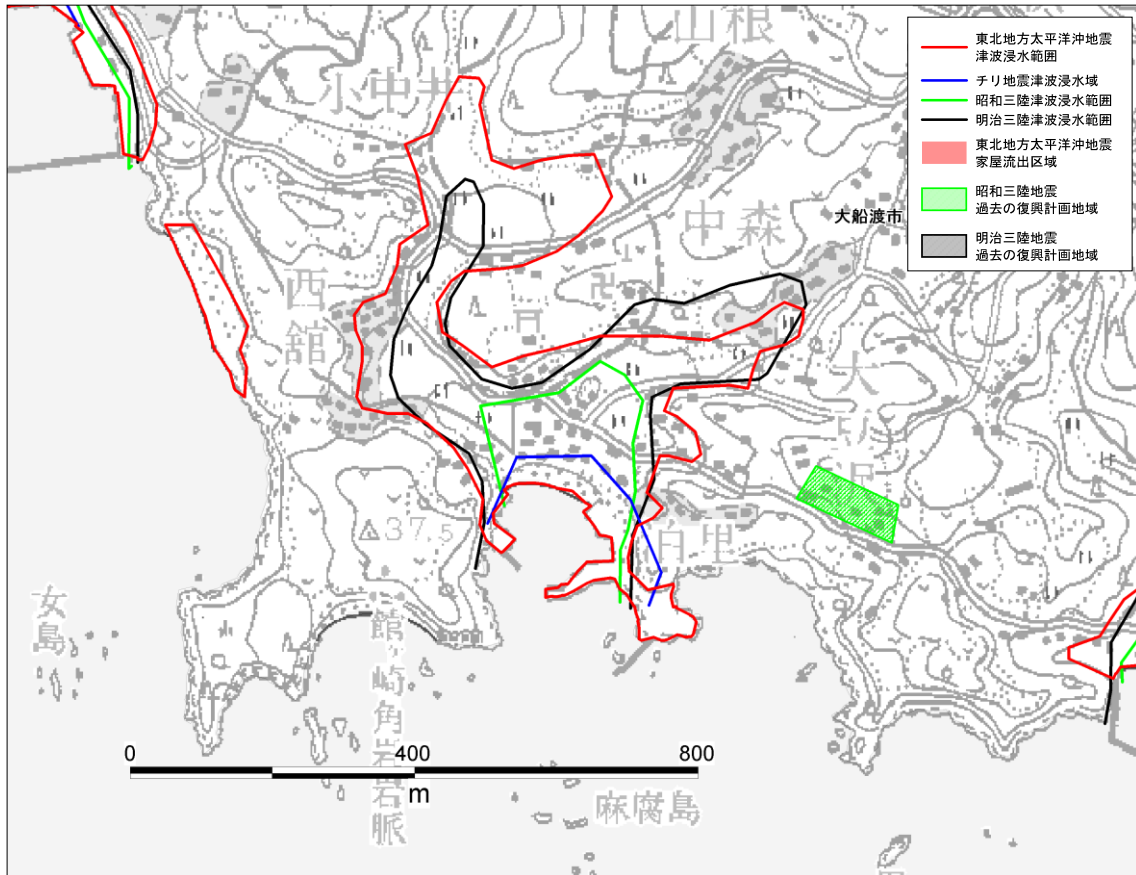 東北地方太平洋沖地震
津波浸水範囲
チリ地震津波浸水域
昭和三陸津波浸水範囲
明治三陸津波浸水範囲
東北地方太平洋沖地震
家屋流出区域
昭和三陸地震
過去の復興計画地域
明治三陸地震
過去の復興計画地域
山根
小中井
中森
大船渡市
西舘
37.5
女島
舘ヶ崎角岩岩脈
0
400
800
m
麻腐島